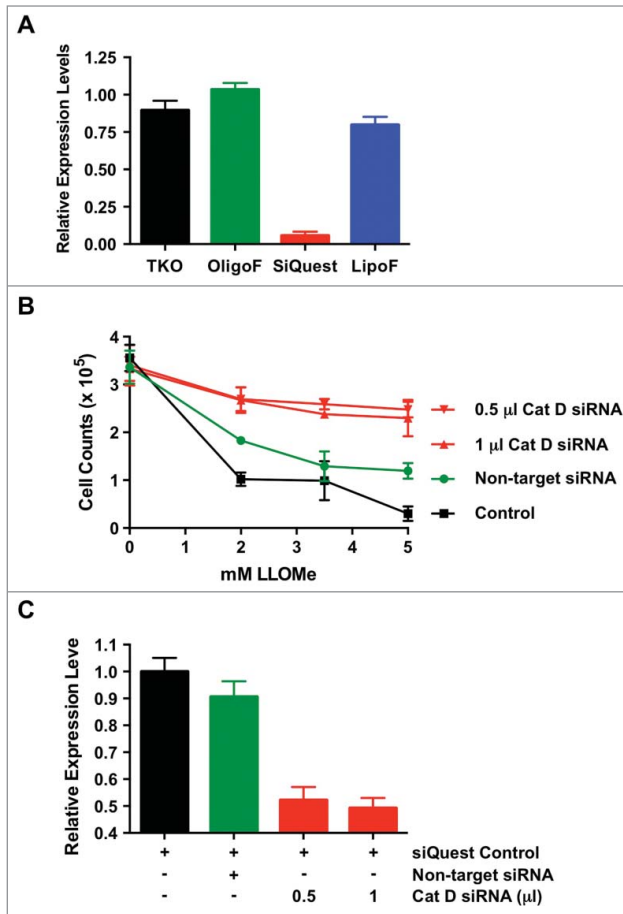 A
Relative Expression Levels
1.25
1.00
0.75
0.50
0.25
0.00
TKO OligoF SiQuest LipoF
B
Cell Counts (x 10⁵)
4
3
2
1
0
0 1 2 3 4 5
mM LLOMe
0.5 µl Cat D siRNA
1 µl Cat D siRNA
Non-target siRNA
Control
C
Relative Expression Leve
1.1
1.0
0.9
0.8
0.7
0.6
0.5
0.4
+ + + + siQuest Control
- + - - Non-target siRNA
- - 0.5 1 Cat D siRNA (µl)